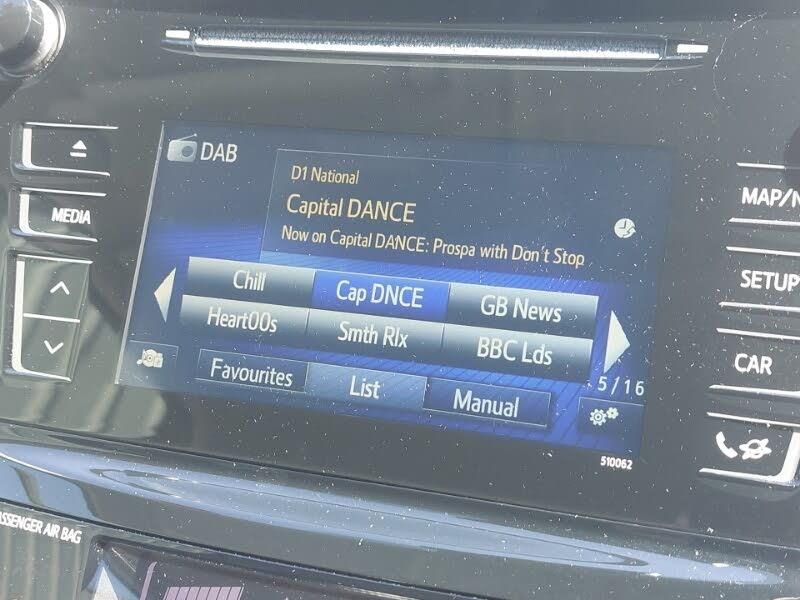 DAB
D1 National
Capital DANCE
Now on Capital DANCE: Prospa with Don't Stop
Chill
Cap DNCE
GB News
Heart00s
Smth Rlx
BBC Lds
5/16
Favourites
List
Manual
510062
MEDIA
MAP/N
SETUP
CAR
ASSENGER AIR BAG